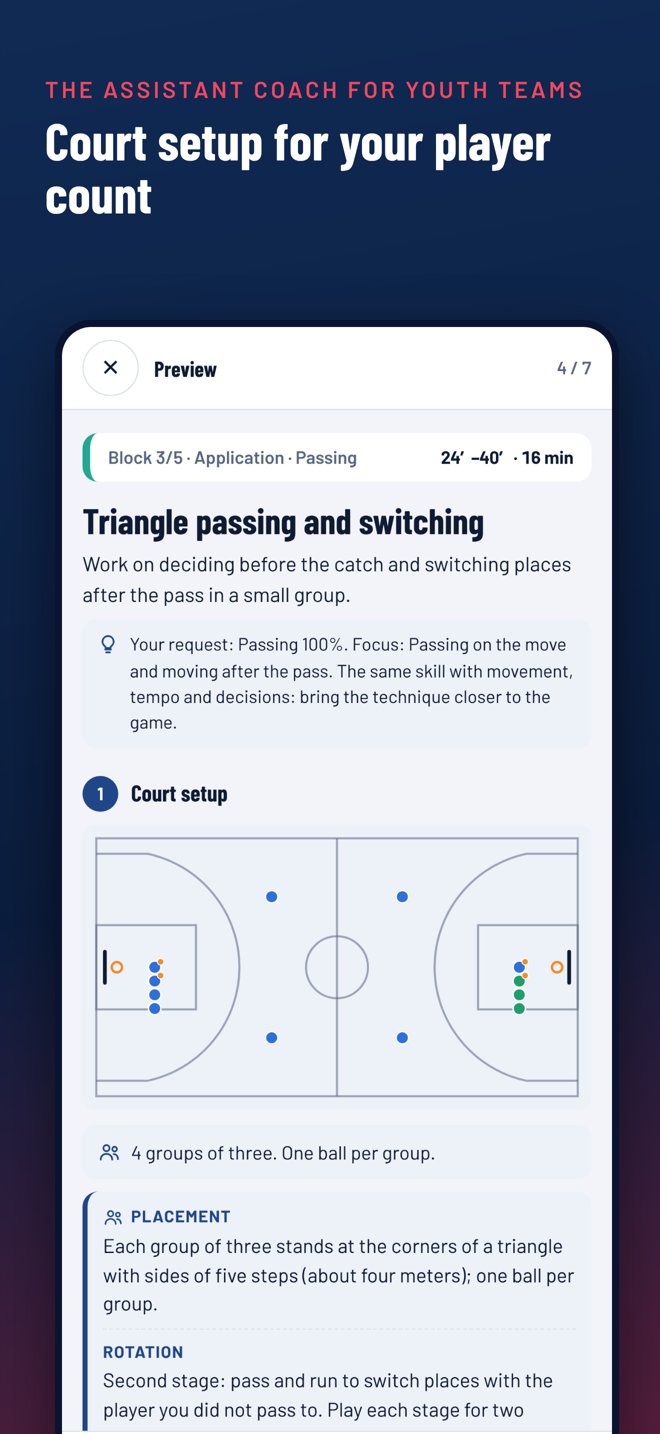 THE ASSISTANT COACH FOR YOUTH TEAMS
Court setup for your player
count
Preview
4 / 7
Block 3/5 · Application · Passing
24′ –40′ · 16 min
Triangle passing and switching
Work on deciding before the catch and switching places
after the pass in a small group.
Your request: Passing 100%. Focus: Passing on the move
and moving after the pass. The same skill with movement,
tempo and decisions: bring the technique closer to the
game.
1 Court setup
4 groups of three. One ball per group.
PLACEMENT
Each group of three stands at the corners of a triangle
with sides of five steps (about four meters); one ball per
group.
ROTATION
Second stage: pass and run to switch places with the
player you did not pass to. Play each stage for two